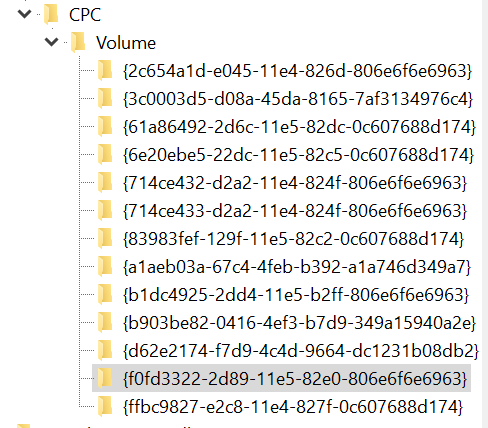 CPC
Volume
{2c654a1d-e045-11e4-826d-806e6f6e6963}
{3c0003d5-d08a-45da-8165-7af3134976c4}
{61a86492-2d6c-11e5-82dc-0c607688d174}
{6e20ebe5-22dc-11e5-82c5-0c607688d174}
{714ce432-d2a2-11e4-824f-806e6f6e6963}
{714ce433-d2a2-11e4-824f-806e6f6e6963}
{83983fef-129f-11e5-82c2-0c607688d174}
{a1aeb03a-67c4-4feb-b392-a1a746d349a7}
{b1dc4925-2dd4-11e5-b2ff-806e6f6e6963}
{b903be82-0416-4ef3-b7d9-349a15940a2e}
{d62e2174-f7d9-4c4d-9664-dc1231b08db2}
{f0fd3322-2d89-11e5-82e0-806e6f6e6963}
{ffbc9827-e2c8-11e4-827f-0c607688d174}